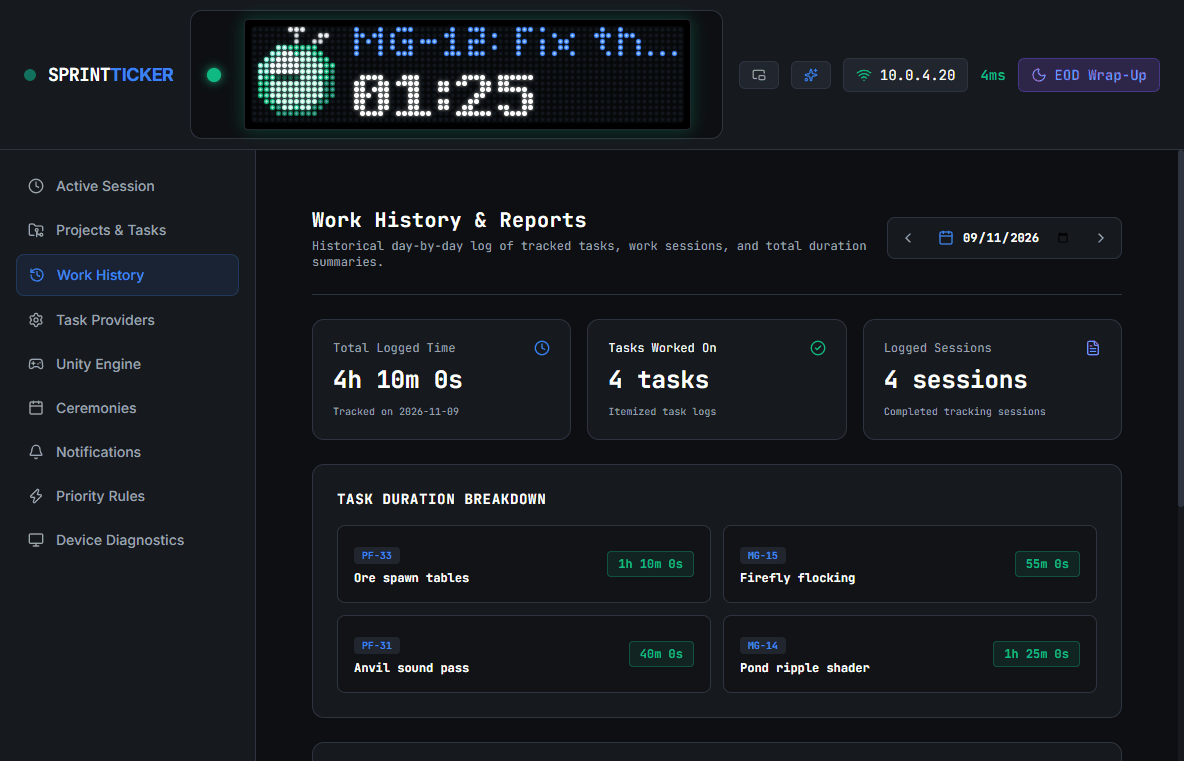 SPRINTTICKER
MG-12: Fix th...
01:25
10.0.4.20
4ms
EOD Wrap-Up
Active Session
Projects & Tasks
Work History
Task Providers
Unity Engine
Ceremonies
Notifications
Priority Rules
Device Diagnostics
Work History & Reports
Historical day-by-day log of tracked tasks, work sessions, and total duration
summaries.
09/11/2026
Total Logged Time
4h 10m 0s
Tracked on 2026-11-09
Tasks Worked On
4 tasks
Itemized task logs
Logged Sessions
4 sessions
Completed tracking sessions
TASK DURATION BREAKDOWN
PF-33
Ore spawn tables
1h 10m 0s
MG-15
Firefly flocking
55m 0s
PF-31
Anvil sound pass
40m 0s
MG-14
Pond ripple shader
1h 25m 0s